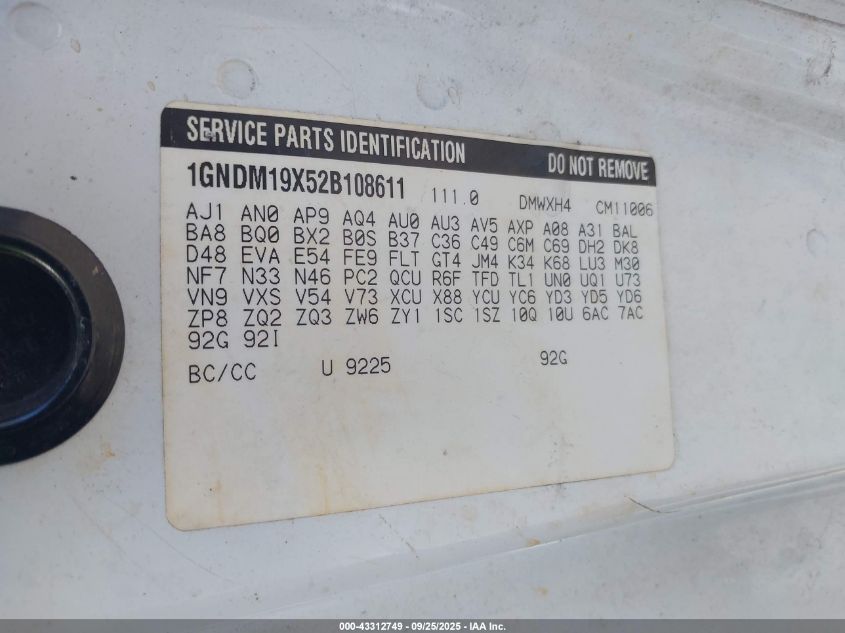 SERVICE PARTS IDENTIFICATION DO NOT REMOVE
1GNDM19X52B108611 111.0 DMWXH4 CM11006
AJ1 AN0 AP9 AQ4 AU0 AU3 AV5 AXP A08 A31 BAL
BA8 BQ0 BX2 B0S B37 C36 C49 C6M C69 DH2 DK8
D48 EVA E54 FE9 FLT GT4 JM4 K34 K68 LU3 M30
NF7 N33 N46 PC2 QCU R6F TFD TL1 UN0 UQ1 U73
VN9 VXS V54 V73 XCU X88 YCU YC6 YD3 YD5 YD6
ZP8 ZQ2 ZQ3 ZW6 ZY1 1SC 1SZ 10Q 10U 6AC 7AC
92G 92I
BC/CC U 9225 92G
000-43312749 - 09/25/2025 - IAA Inc.